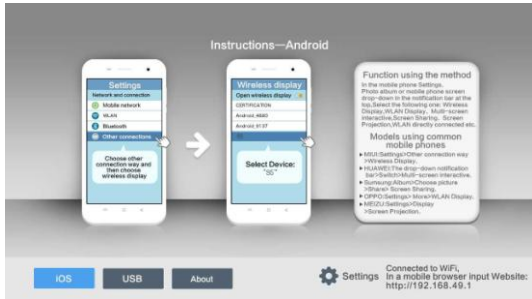 Instructions—Android
Settings
Network and connection
Mobile network
WLAN
Bluetooth
Other connections
Choose other
connection way and
then choose
wireless display
Wireless display
Open wireless display
CERTIFICATION
Android_4660
Android_9137
Select Device:
Function using the method
In the mobile phone Settings,
Photo album or mobile phone screen
drop-down in the notification bar at the
top,Select the following one: Wireless
Display,WLAN Display, Multi-screen
interactive,Screen Sharing, Screen
Projection,WLAN directly connected etc.
Models using common
mobile phones
▸MIUI:Settings>Other connection way
>Wireless Display.
▸HUAWEI:The drop-down notification
bar>Switch>Multi-screen interactive.
▸Sumsung:Album>Choose picture
>Share> Screen Sharing.
▸OPPO:Settings> More>WLAN Display.
▸MEIZU:Settings>Display
>Screen Projection.
iOS
USB
About
Settings
Connected to WiFi,
In a mobile browser input Website:
http://192.168.49.1